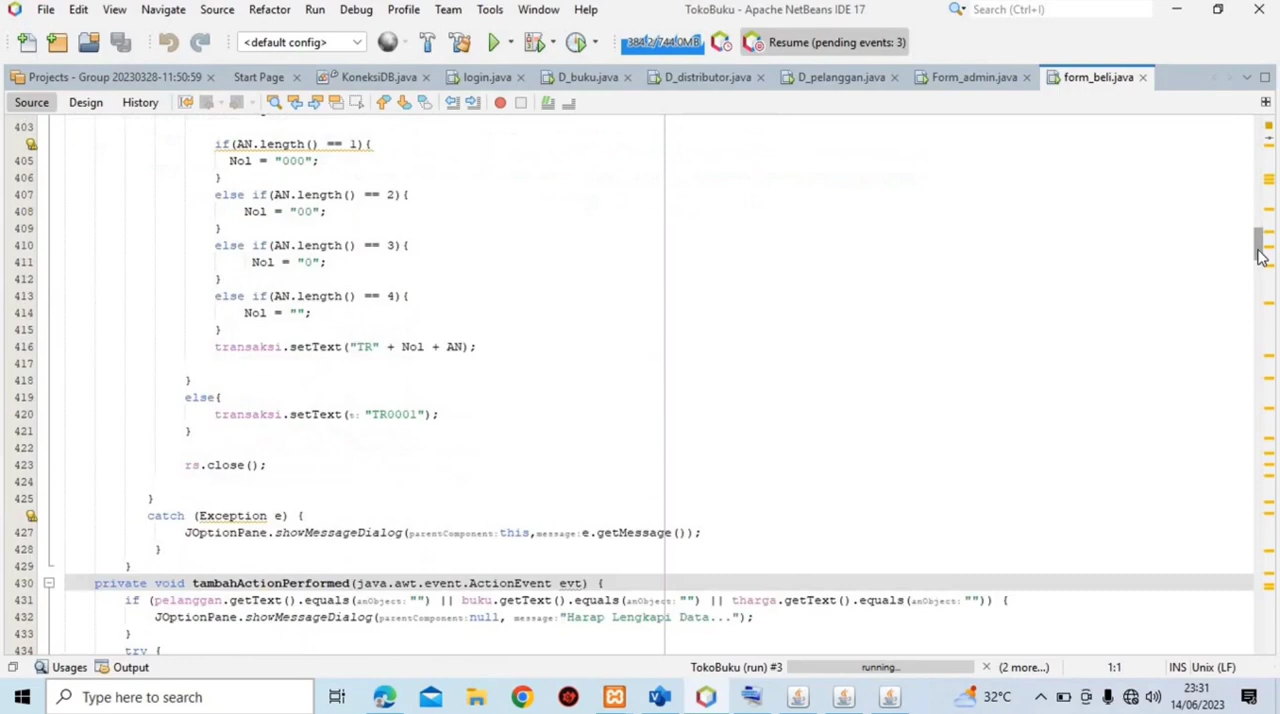 File Edit View Navigate Source Refactor Run Debug Profile Team Tools Window Help TokoBuku - Apache NetBeans IDE 17 Search (Ctrl+I)
<default config> 384.2/744.0MB Resume (pending events: 3)
Projects - Group 20230328-11:50:59 Start Page KoneksiDB.java login.java D_buku.java D_distributor.java D_pelanggan.java Form_admin.java form_beli.java
Source Design History
403
if(AN.length() == 1){
405 Nol = "000";
406 }
407 else if(AN.length() == 2){
408 Nol = "00";
409 }
410 else if(AN.length() == 3){
411 Nol = "0";
412 }
413 else if(AN.length() == 4){
414 Nol = "";
415 }
416 transaksi.setText("TR" + Nol + AN);
417
418 }
419 else{
420 transaksi.setText(t: "TR0001");
421 }
422
423 rs.close();
424
425 }
catch (Exception e) {
427 JOptionPane.showMessageDialog(parentComponent:this,message:e.getMessage());
428 }
429 }
430 private void tambahActionPerformed(java.awt.event.ActionEvent evt) {
431 if (pelanggan.getText().equals(anObject:"") || buku.getText().equals(anObject:"") || tharga.getText().equals(anObject:"")) {
432 JOptionPane.showMessageDialog(parentComponent:null, message:"Harap Lengkapi Data...");
433 }
434 try {
Usages Output TokoBuku (run) #3 running... (2 more...) 1:1 INS Unix (LF)
Type here to search 32°C 23:31
14/06/2023